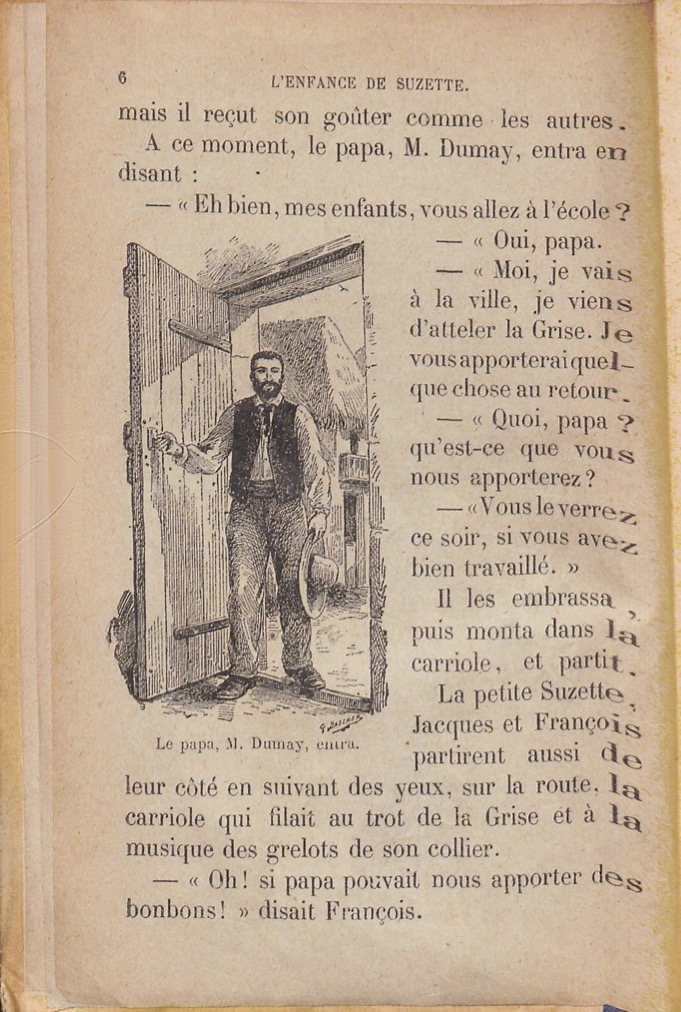 6
L'ENFANCE DE SUZETTE.
mais il reçut son goûter comme les autres.
A ce moment, le papa, M. Dumay, entra en
disant :
— « Eh bien, mes enfants, vous allez à l'école ?
— « Oui, papa.
— « Moi, je vais
à la ville, je viens
d'atteler la Grise. Je
vous apporterai quel-
que chose au retour.
— « Quoi, papa ?
qu'est-ce que vous
nous apporterez ?
— « Vous le verrez
ce soir, si vous avez
bien travaillé. »
Il les embrassa,
puis monta dans la
carriole, et partit.
La petite Suzette,
Jacques et François
partirent aussi de
Le papa, M. Dumay, entra.
leur côté en suivant des yeux, sur la route, la
carriole qui filait au trot de la Grise et à la
musique des grelots de son collier.
— « Oh ! si papa pouvait nous apporter des
bonbons ! » disait François.